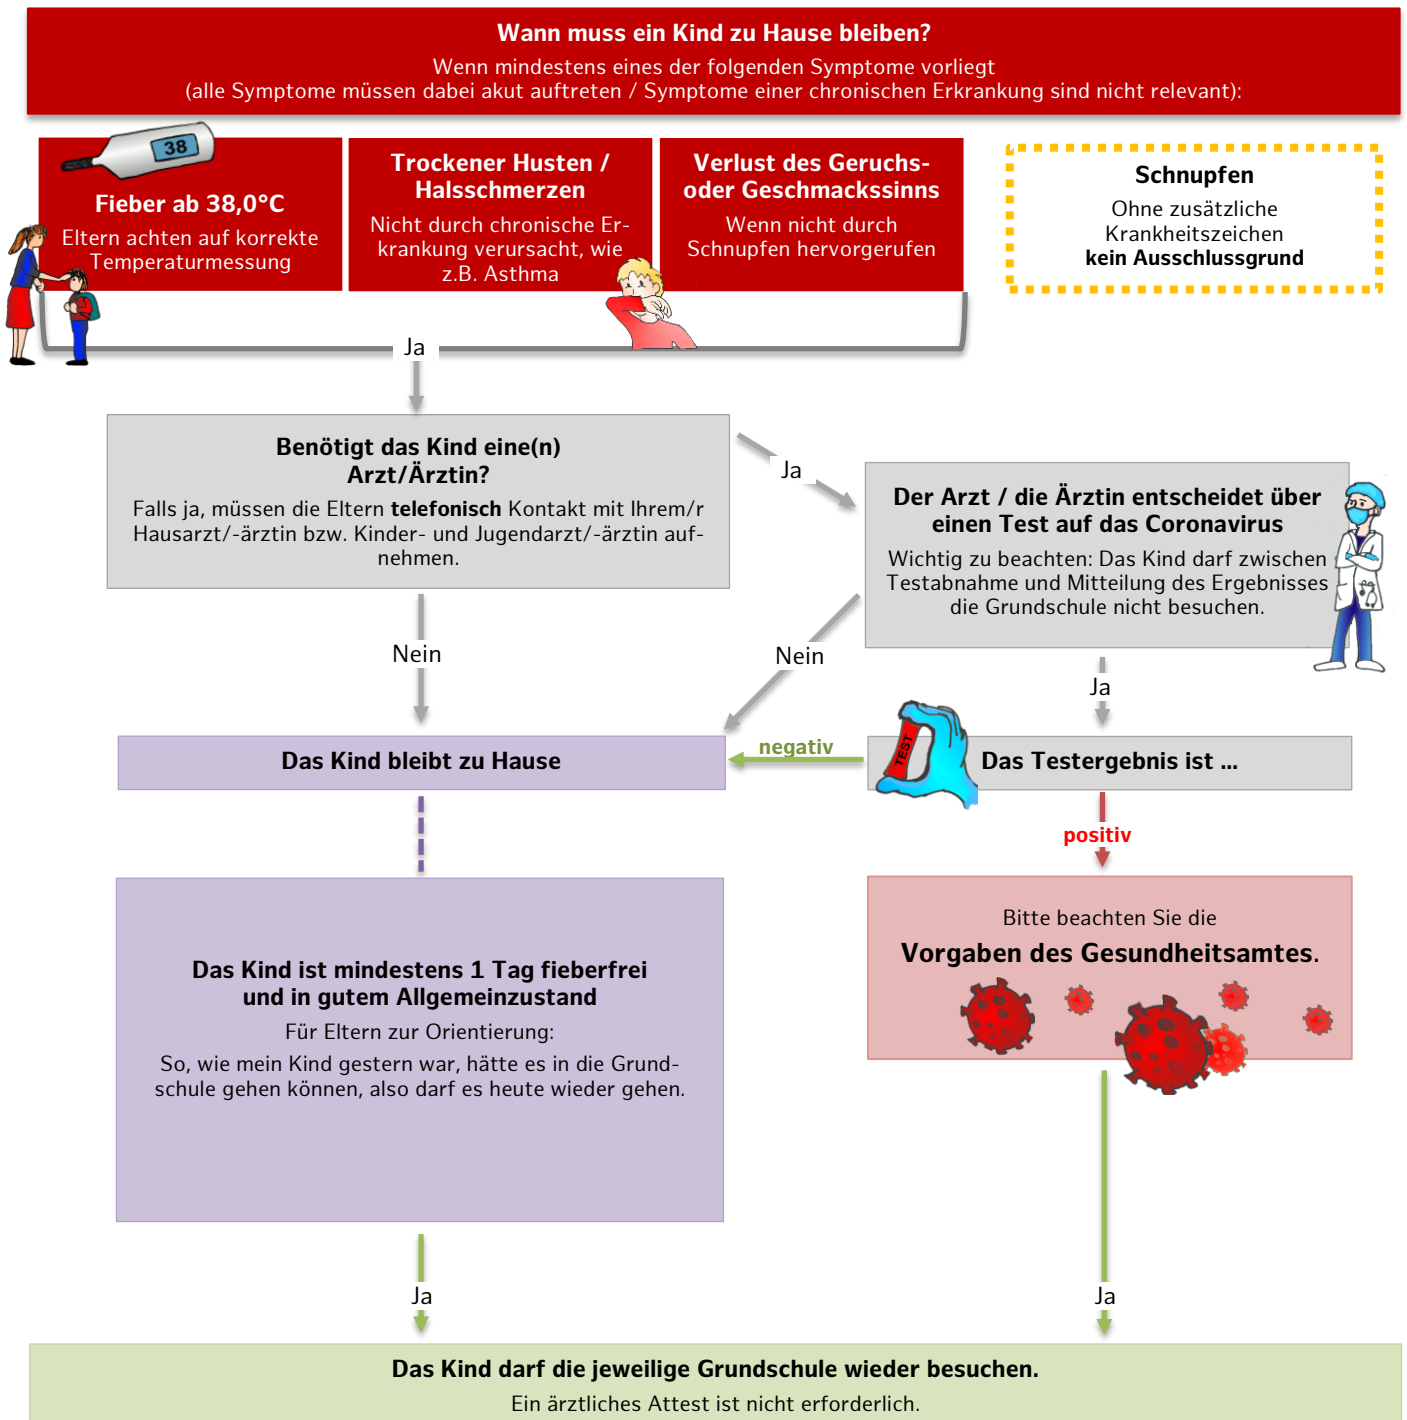 Wann muss ein Kind zu Hause bleiben?
Wenn mindestens eines der folgenden Symptome vorliegt
(alle Symptome müssen dabei akut auftreten / Symptome einer chronischen Erkrankung sind nicht relevant):
38
Fieber ab 38,0°C
Eltern achten auf korrekte
Temperaturmessung
Trockener Husten /
Halsschmerzen
Nicht durch chronische Er-
krankung verursacht, wie
z.B. Asthma
Verlust des Geruchs-
oder Geschmackssinns
Wenn nicht durch
Schnupfen hervorgerufen
Schnupfen
Ohne zusätzliche
Krankheitszeichen
kein Ausschlussgrund
Ja
Benötigt das Kind eine(n)
Arzt/Ärztin?
Falls ja, müssen die Eltern telefonisch Kontakt mit Ihrem/r
Hausarzt/-ärztin bzw. Kinder- und Jugendarzt/-ärztin auf-
nehmen.
Ja
Der Arzt / die Ärztin entscheidet über
einen Test auf das Coronavirus
Wichtig zu beachten: Das Kind darf zwischen
Testabnahme und Mitteilung des Ergebnisses
die Grundschule nicht besuchen.
Nein
Nein
Ja
Das Kind bleibt zu Hause
negativ
TEST
Das Testergebnis ist ...
positiv
Das Kind ist mindestens 1 Tag fieberfrei
und in gutem Allgemeinzustand
Für Eltern zur Orientierung:
So, wie mein Kind gestern war, hätte es in die Grund-
schule gehen können, also darf es heute wieder gehen.
Bitte beachten Sie die
Vorgaben des Gesundheitsamtes.
Ja
Ja
Das Kind darf die jeweilige Grundschule wieder besuchen.
Ein ärztliches Attest ist nicht erforderlich.